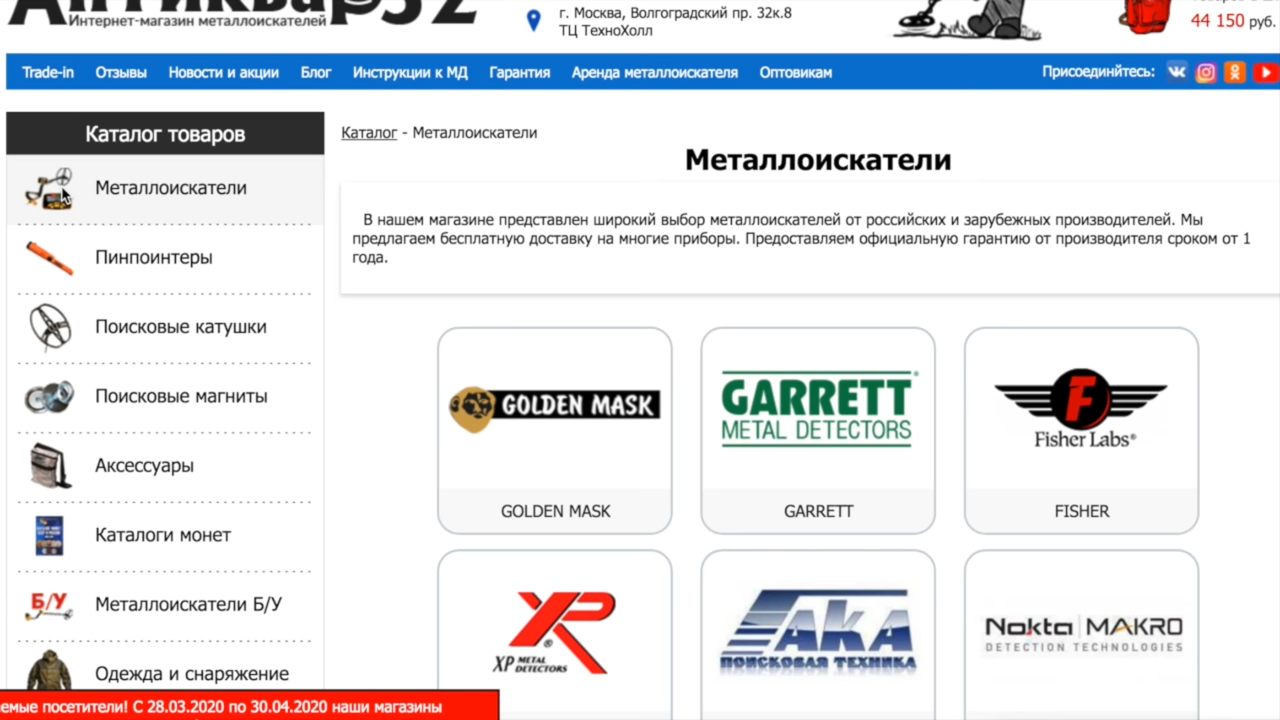 Антиквар32
Интернет-магазин металлоискателей
г. Москва, Волгоградский пр. 32к.8
ТЦ ТехноХолл
44 150 руб.
Trade-in Отзывы Новости и акции Блог Инструкции к МД Гарантия Аренда металлоискателя Оптовикам Присоединйтесь:
Каталог товаров
Металлоискатели
Пинпоинтеры
Поисковые катушки
Поисковые магниты
Аксессуары
Каталоги монет
Б/У
Металлоискатели Б/У
Одежда и снаряжение
Каталог - Металлоискатели
Металлоискатели
В нашем магазине представлен широкий выбор металлоискателей от российских и зарубежных производителей. Мы
предлагаем бесплатную доставку на многие приборы. Предоставляем официальную гарантию от производителя сроком от 1
года.
GOLDEN MASK
GOLDEN MASK
GARRETT®
METAL DETECTORS
GARRETT
F
Fisher Labs®
FISHER
XP®
XP METAL
DETECTORS
АКА
ПОИСКОВАЯ ТЕХНИКА
Nokta | MAKRO
DETECTION TECHNOLOGIES
емые посетители! С 28.03.2020 по 30.04.2020 наши магазины